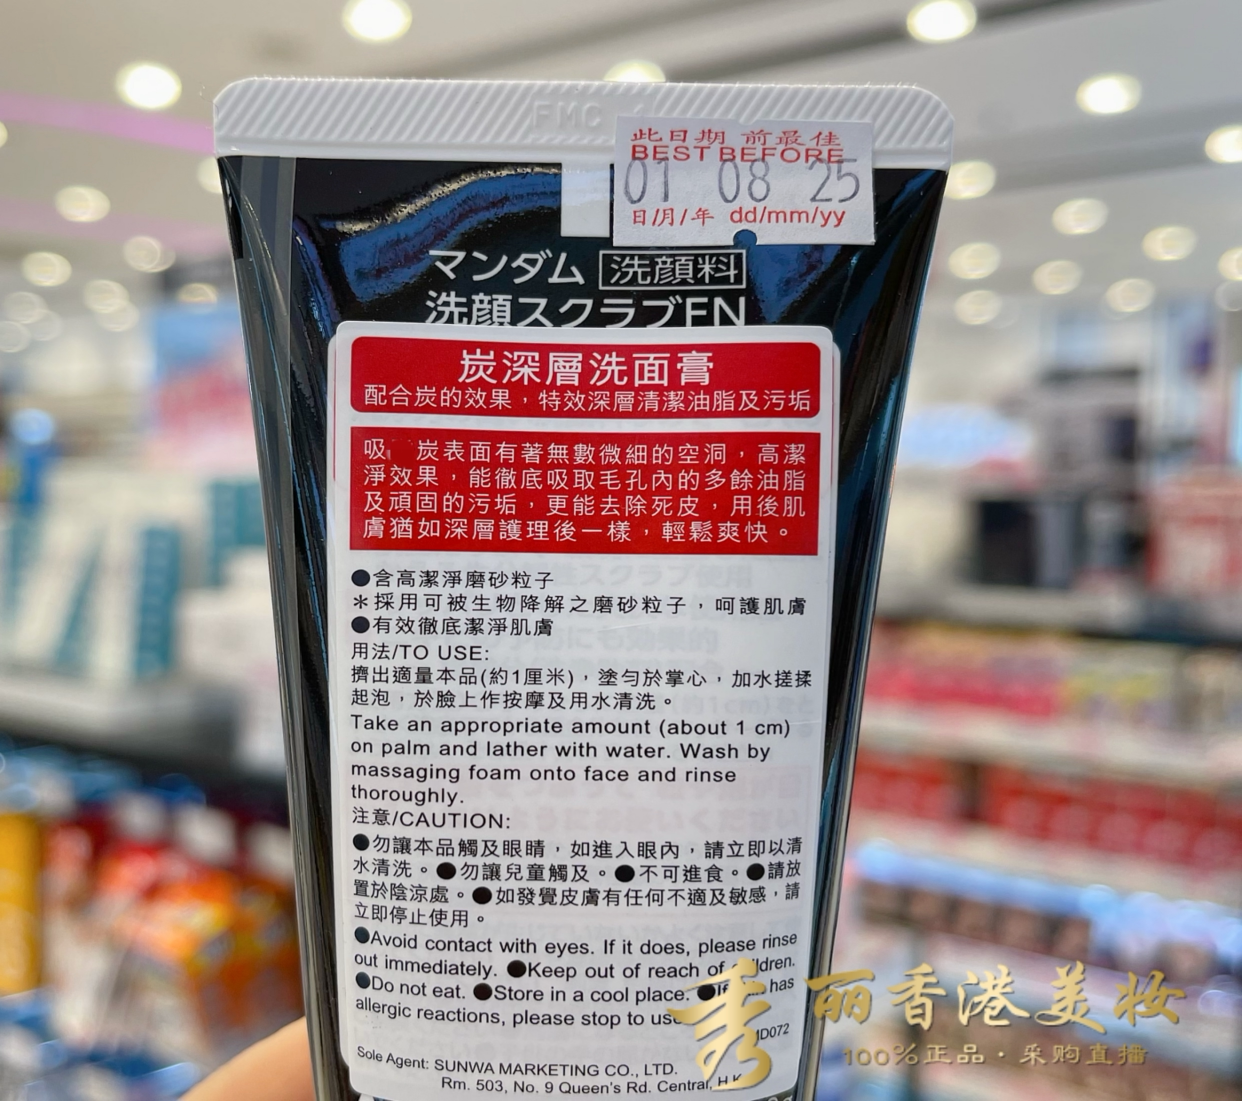 FMC
此日期 前最佳
BEST BEFORE
01 08 25
日/月/年 dd/mm/yy
マンダム 洗顔料
洗顔スクラブFN
炭深層洗面膏
配合炭的效果，特效深層清潔油脂及污垢
吸 炭表面有著無數微細的空洞，高潔
淨效果，能徹底吸取毛孔內的多餘油脂
及頑固的污垢，更能去除死皮，用後肌
膚猶如深層護理後一樣，輕鬆爽快。
●含高潔淨磨砂粒子
＊採用可被生物降解之磨砂粒子，呵護肌膚
●有效徹底潔淨肌膚
用法/TO USE:
擠出適量本品(約1厘米)，塗勻於掌心，加水搓揉
起泡，於臉上作按摩及用水清洗。
Take an appropriate amount (about 1 cm)
on palm and lather with water. Wash by
massaging foam onto face and rinse
thoroughly.
注意/CAUTION:
●勿讓本品觸及眼睛，如進入眼內，請立即以清
水清洗。●勿讓兒童觸及。●不可進食。●請放
置於陰涼處。●如發覺皮膚有任何不適及敏感，請
立即停止使用。
●Avoid contact with eyes. If it does, please rinse
out immediately. ●Keep out of reach of children.
●Do not eat. ●Store in a cool place. ●If has
allergic reactions, please stop to use
MD072
Sole Agent: SUNWA MARKETING CO., LTD.
Rm. 503, No. 9 Queen's Rd. Central, H.K.
秀丽香港美妆
100%正品·采购直播